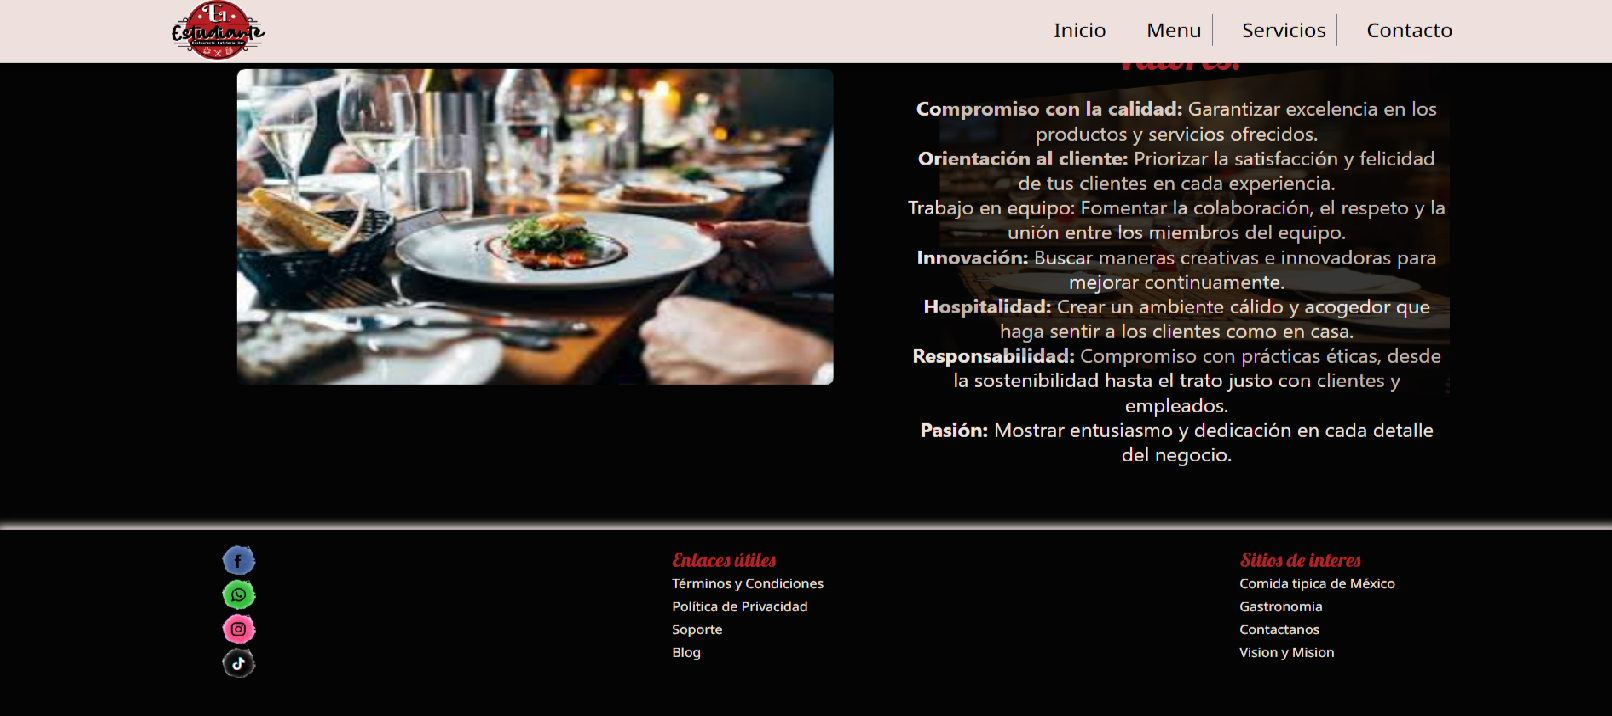 El
Estudiante
Inicio
Menu
Servicios
Contacto
Valores:
Compromiso con la calidad: Garantizar excelencia en los
productos y servicios ofrecidos.
Orientación al cliente: Priorizar la satisfacción y felicidad
de tus clientes en cada experiencia.
Trabajo en equipo: Fomentar la colaboración, el respeto y la
unión entre los miembros del equipo.
Innovación: Buscar maneras creativas e innovadoras para
mejorar continuamente.
Hospitalidad: Crear un ambiente cálido y acogedor que
haga sentir a los clientes como en casa.
Responsabilidad: Compromiso con prácticas éticas, desde
la sostenibilidad hasta el trato justo con clientes y
empleados.
Pasión: Mostrar entusiasmo y dedicación en cada detalle
del negocio.
Enlaces útiles
Términos y Condiciones
Política de Privacidad
Soporte
Blog
Sitios de interes
Comida tipica de México
Gastronomia
Contactanos
Vision y Mision